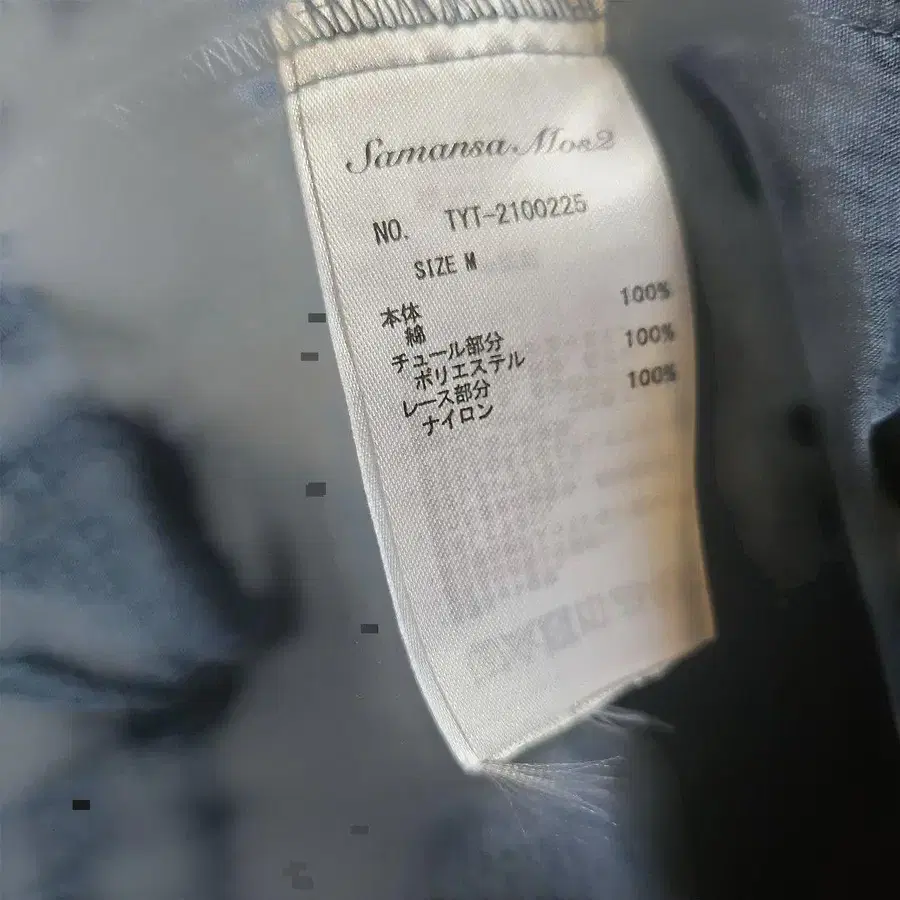 Samansa Mos2
NO. TYT-2100225
SIZE M
本体
綿 100%
チュール部分
ポリエステル 100%
レース部分
ナイロン 100%